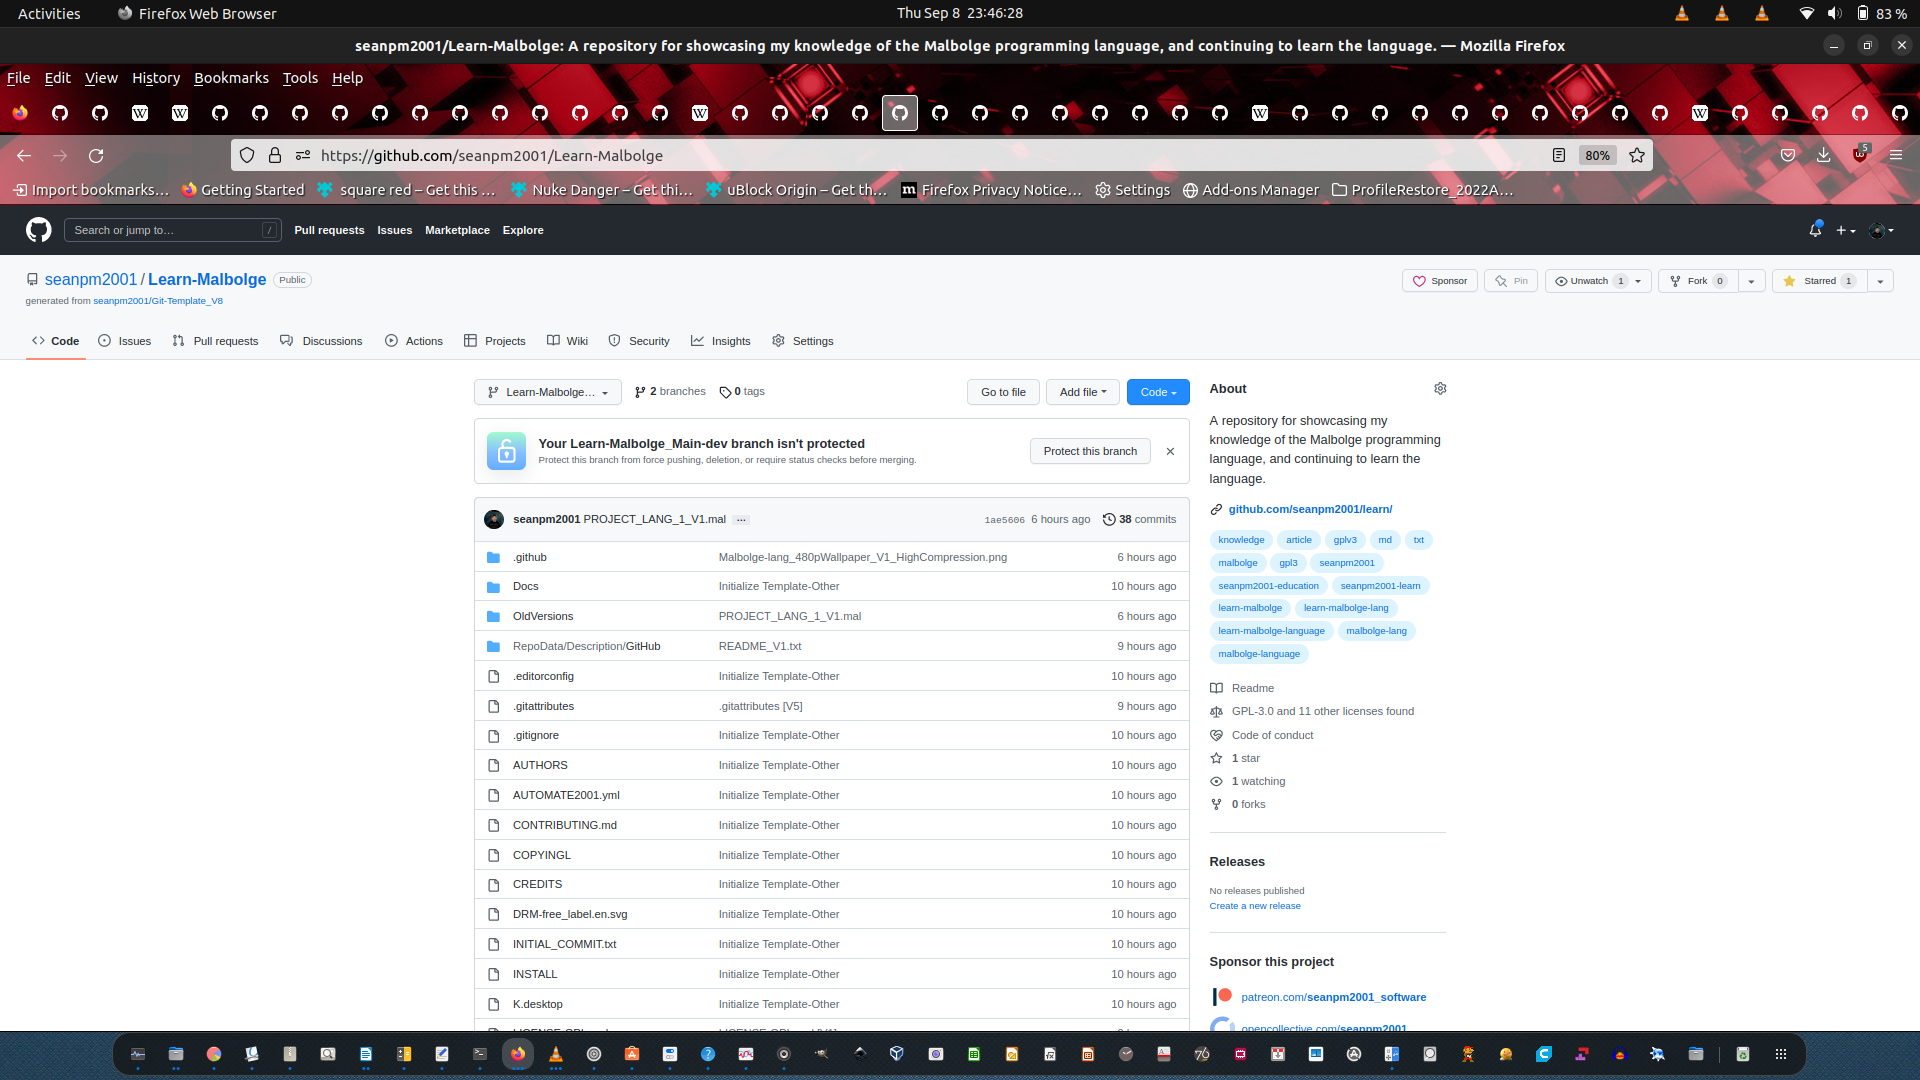 Activities
Firefox Web Browser
Thu Sep 8 23:46:28
83 %
seanpm2001/Learn-Malbolge: A repository for showcasing my knowledge of the Malbolge programming language, and continuing to learn the language. — Mozilla Firefox
File Edit View History Bookmarks Tools Help
https://github.com/seanpm2001/Learn-Malbolge
80%
5
Import bookmarks…
Getting Started
square red – Get this …
Nuke Danger – Get thi…
uBlock Origin – Get th…
Firefox Privacy Notice…
Settings
Add-ons Manager
ProfileRestore_2022A…
Search or jump to…
/
Pull requests Issues Marketplace Explore
seanpm2001 / Learn-Malbolge Public
generated from seanpm2001/Git-Template_V8
Sponsor
Pin
Unwatch 1
Fork 0
Starred 1
Code
Issues
Pull requests
Discussions
Actions
Projects
Wiki
Security
Insights
Settings
Learn-Malbolge…
2 branches
0 tags
Go to file
Add file
Code
Your Learn-Malbolge_Main-dev branch isn't protected
Protect this branch from force pushing, deletion, or require status checks before merging.
Protect this branch
seanpm2001 PROJECT_LANG_1_V1.mal ...
1ae5606 6 hours ago
38 commits
.github Malbolge-lang_480pWallpaper_V1_HighCompression.png 6 hours ago
Docs Initialize Template-Other 10 hours ago
OldVersions PROJECT_LANG_1_V1.mal 6 hours ago
RepoData/Description/GitHub README_V1.txt 9 hours ago
.editorconfig Initialize Template-Other 10 hours ago
.gitattributes .gitattributes [V5] 9 hours ago
.gitignore Initialize Template-Other 10 hours ago
AUTHORS Initialize Template-Other 10 hours ago
AUTOMATE2001.yml Initialize Template-Other 10 hours ago
CONTRIBUTING.md Initialize Template-Other 10 hours ago
COPYINGL Initialize Template-Other 10 hours ago
CREDITS Initialize Template-Other 10 hours ago
DRM-free_label.en.svg Initialize Template-Other 10 hours ago
INITIAL_COMMIT.txt Initialize Template-Other 10 hours ago
INSTALL Initialize Template-Other 10 hours ago
K.desktop Initialize Template-Other 10 hours ago
About
A repository for showcasing my
knowledge of the Malbolge programming
language, and continuing to learn the
language.
github.com/seanpm2001/learn/
knowledge article gplv3 md txt
malbolge gpl3 seanpm2001
seanpm2001-education seanpm2001-learn
learn-malbolge learn-malbolge-lang
learn-malbolge-language malbolge-lang
malbolge-language
Readme
GPL-3.0 and 11 other licenses found
Code of conduct
1 star
1 watching
0 forks
Releases
No releases published
Create a new release
Sponsor this project
patreon.com/seanpm2001_software
opencollective.com/seanpm2001